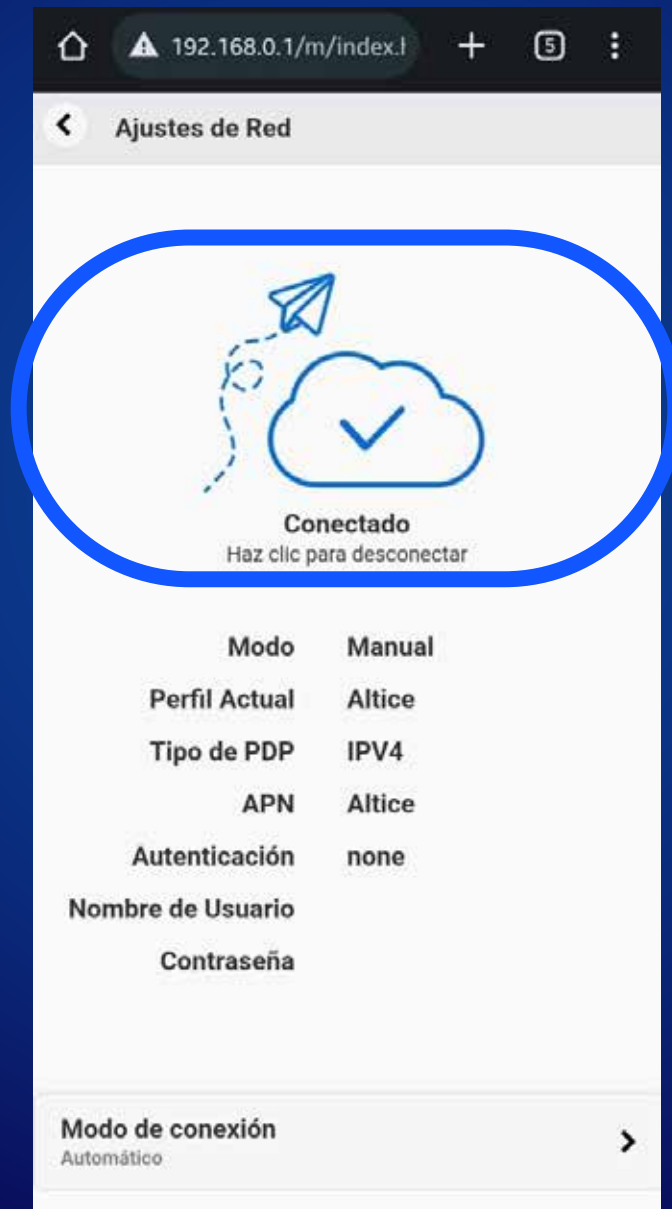 192.168.0.1/m/index.
5
Ajustes de Red
Conectado
Haz clic para desconectar
Modo Manual
Perfil Actual Altice
Tipo de PDP IPV4
APN Altice
Autenticación none
Nombre de Usuario
Contraseña
Modo de conexión
Automático